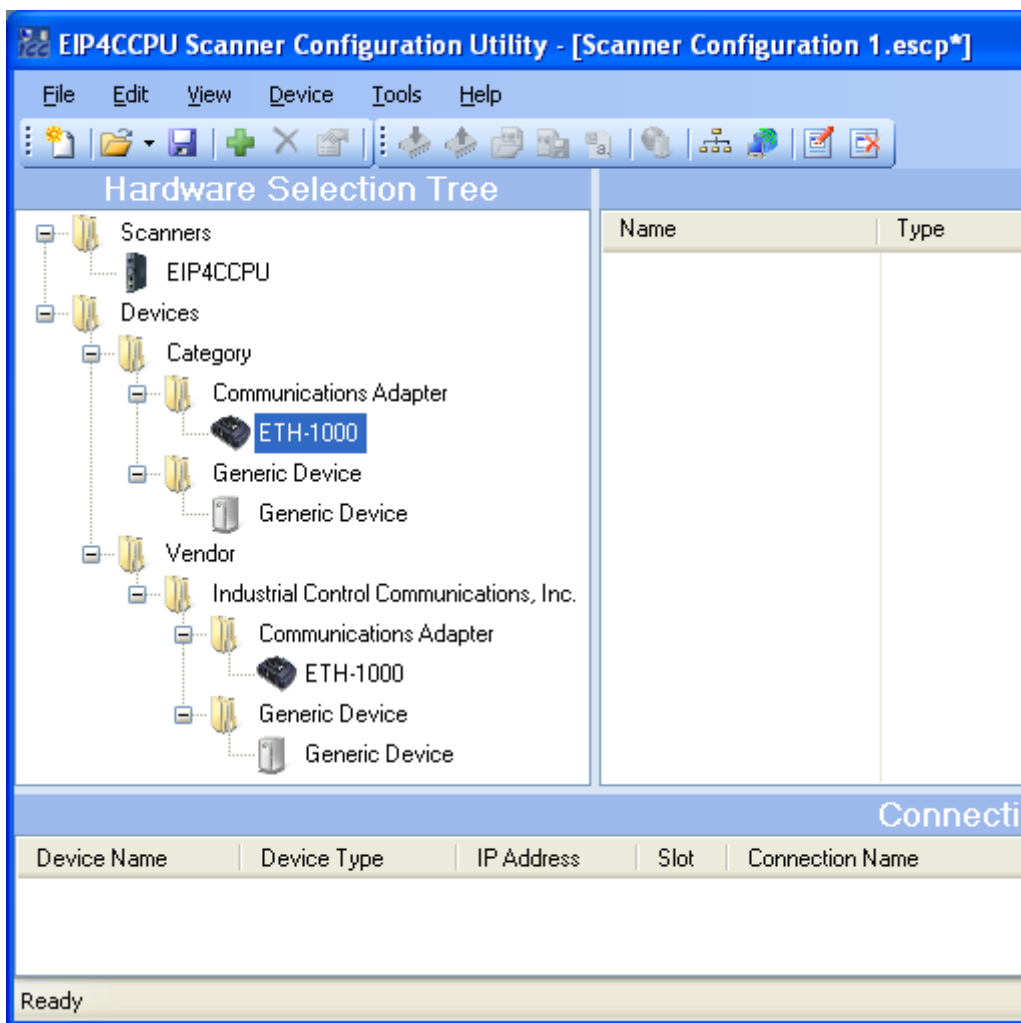 EIP4CCPU Scanner Configuration Utility - [Scanner Configuration 1.escp*]
File Edit View Device Tools Help
Hardware Selection Tree
Name Type
Scanners
EIP4CCPU
Devices
Category
Communications Adapter
ETH-1000
Generic Device
Generic Device
Vendor
Industrial Control Communications, Inc.
Communications Adapter
ETH-1000
Generic Device
Generic Device
Connecti
Device Name Device Type IP Address Slot Connection Name
Ready